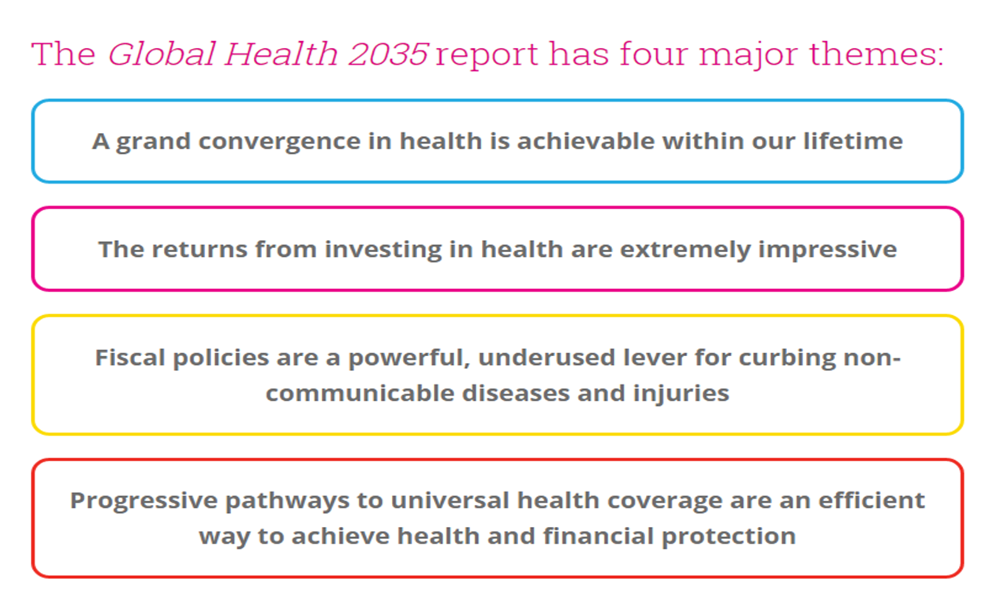 The Global Health 2035 report has four major themes:
A grand convergence in health is achievable within our lifetime
The returns from investing in health are extremely impressive
Fiscal policies are a powerful, underused lever for curbing non-
communicable diseases and injuries
Progressive pathways to universal health coverage are an efficient
way to achieve health and financial protection